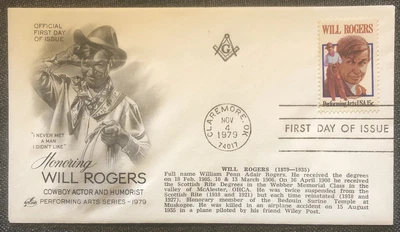 OFFICIAL
FIRST DAY
OF ISSUE
"I NEVER MET
A MAN
I DIDN'T LIKE"
Honoring
WILL ROGERS
COWBOY ACTOR AND HUMORIST
PERFORMING ARTS SERIES - 1979
G
CLAREMORE, OK
NOV
4
1979
74017
WILL ROGERS
Performing Arts USA 15c
FIRST DAY OF ISSUE
WILL ROGERS (1879—1935)
Full name William Penn Adair Rogers. He received the degrees
on 18 Feb. 1905, 10 & 13 March 1906. On 16 April 1908 he received
the Scottish Rite Degrees in the Webber Memorial Class in the
valley of McAlester, OHCA. He was twice suspended from the
Scottish Rite (1918 and 1921) but each time reinstated (1918 and
1927). Honorary member of the Bedouin Surino Temple at
Muskogee. He was killed in an airplane accident on 15 August
1935 in a plane piloted by his friend Wiley Post.